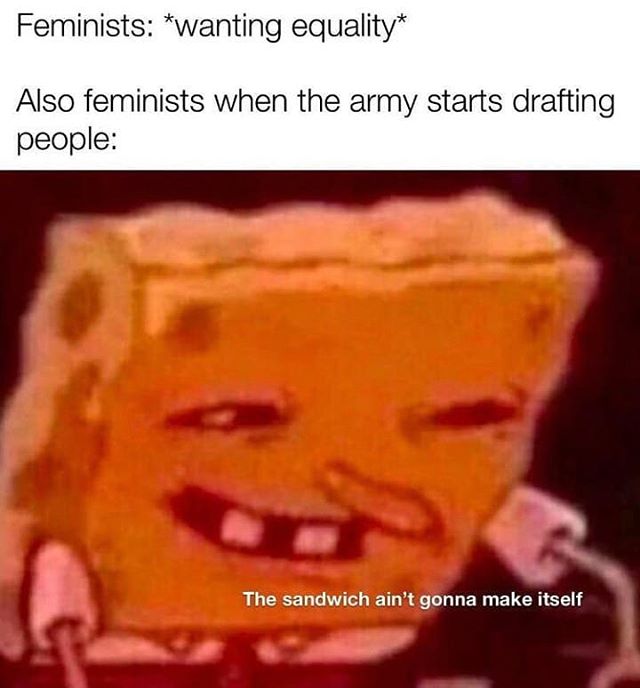 Feminists: *wanting equality*
Also feminists when the army starts drafting
people:
The sandwich ain't gonna make itself